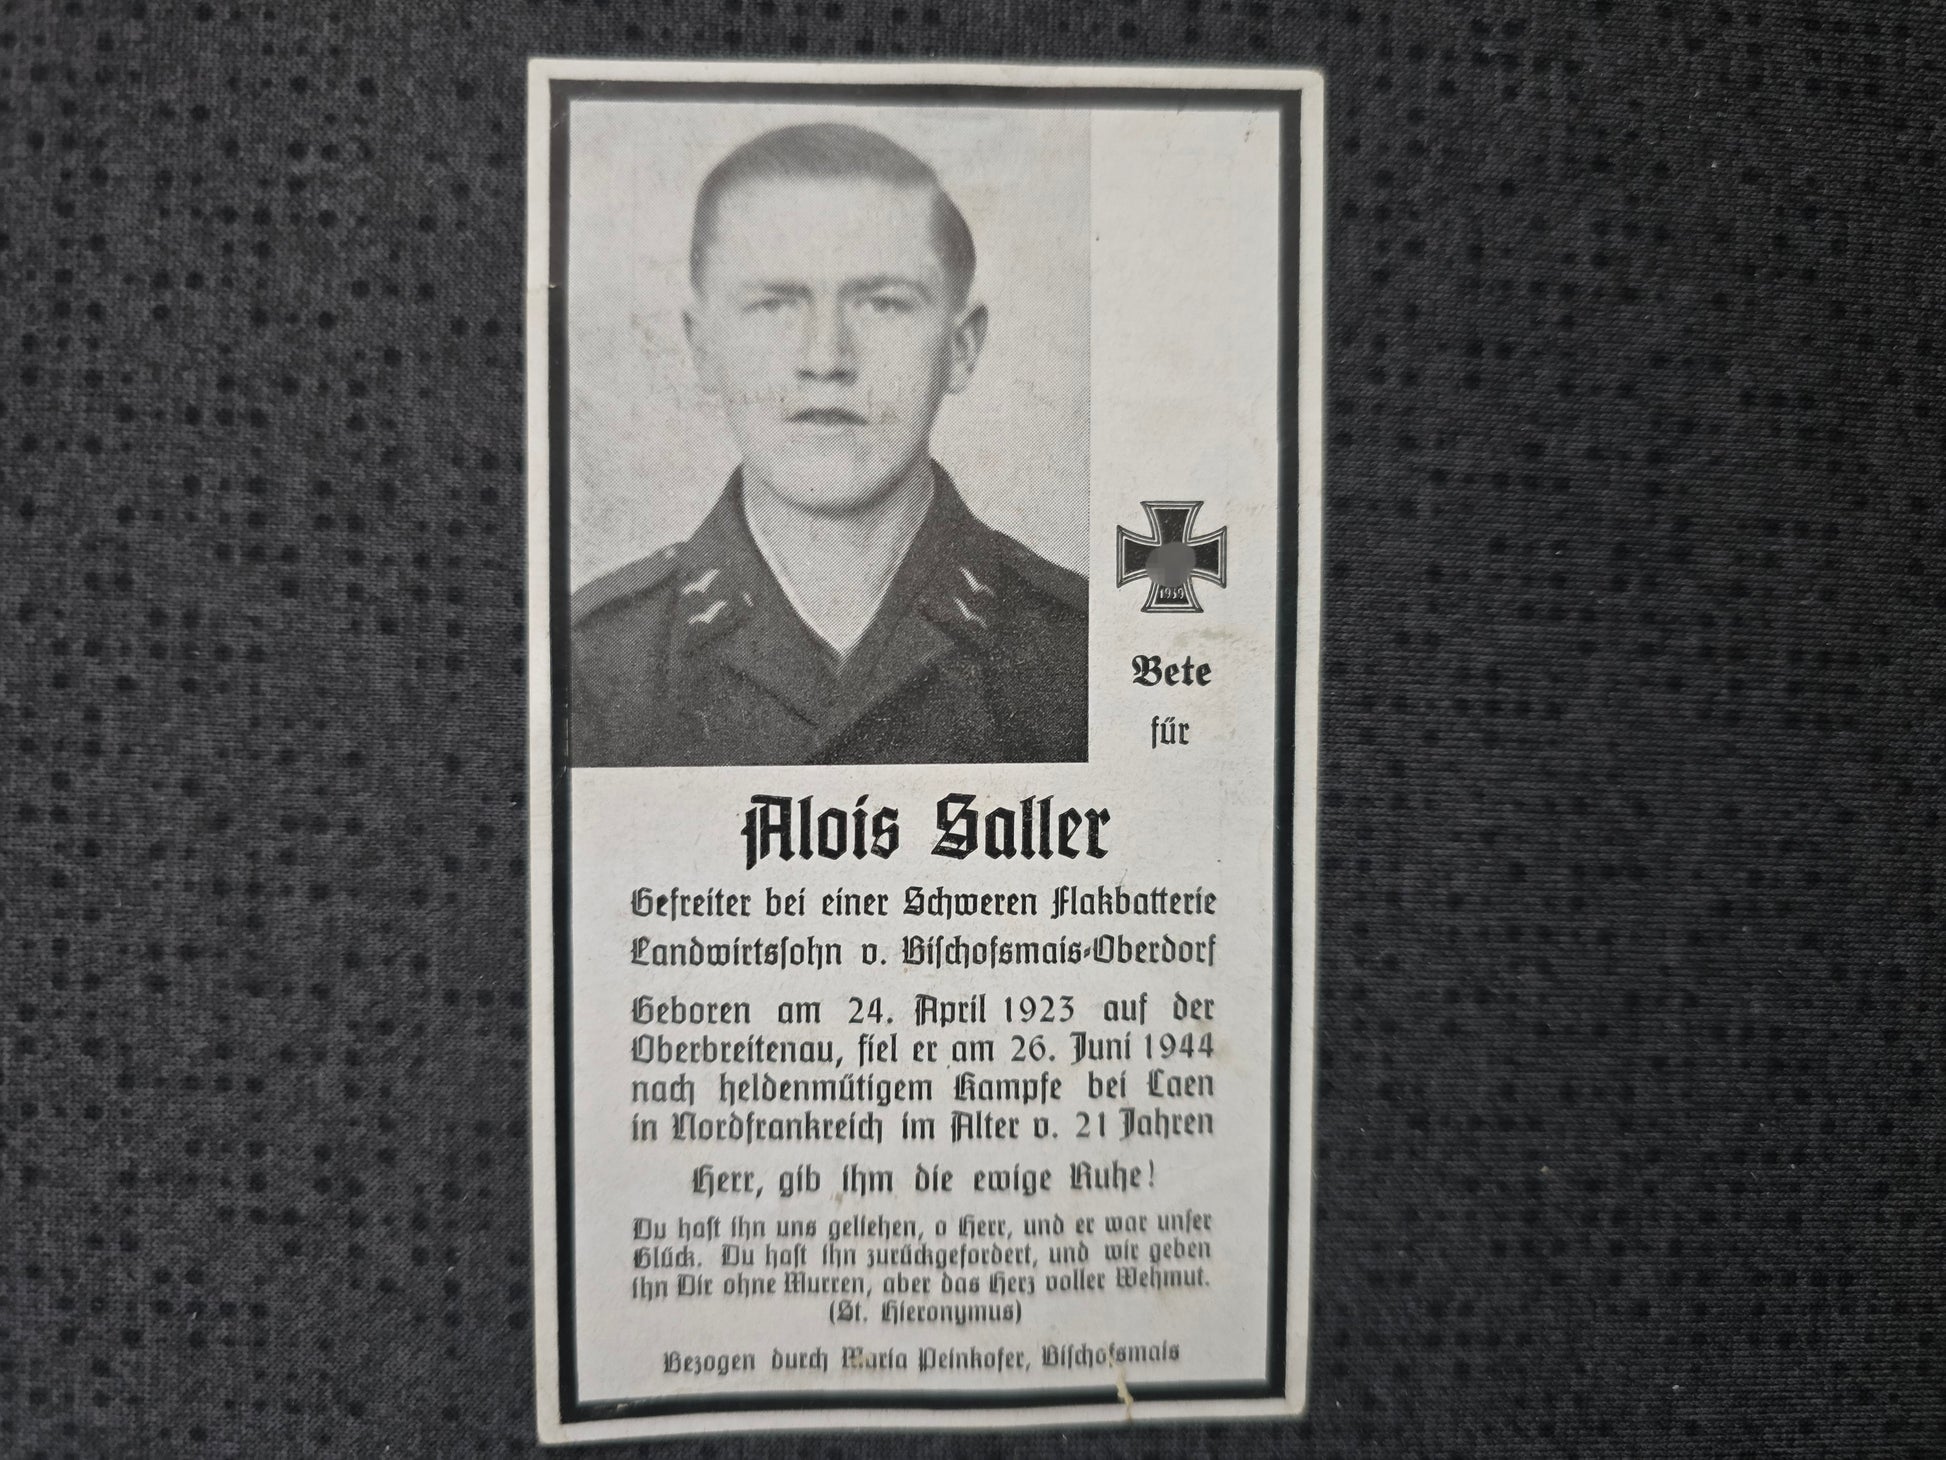 1939
Bete
für
Alois Saller
Gefreiter bei einer Schweren Flakbatterie
Landwirtsſohn v. Biſchofsmais-Oberdorf
Geboren am 24. April 1923 auf der
Oberbreitenau, fiel er am 26. Juni 1944
nach heldenmütigem Kampfe bei Caen
in Nordfrankreich im Alter v. 21 Jahren
Herr, gib ihm die ewige Ruhe!
Du haſt ihn uns geliehen, o Herr, und er war unſer
Glück. Du haſt ihn zurückgefordert, und wir geben
ihn Dir ohne Murren, aber das Herz voller Wehmut.
(St. Hieronymus)
Bezogen durch Maria Peinkofer, Biſchofsmais